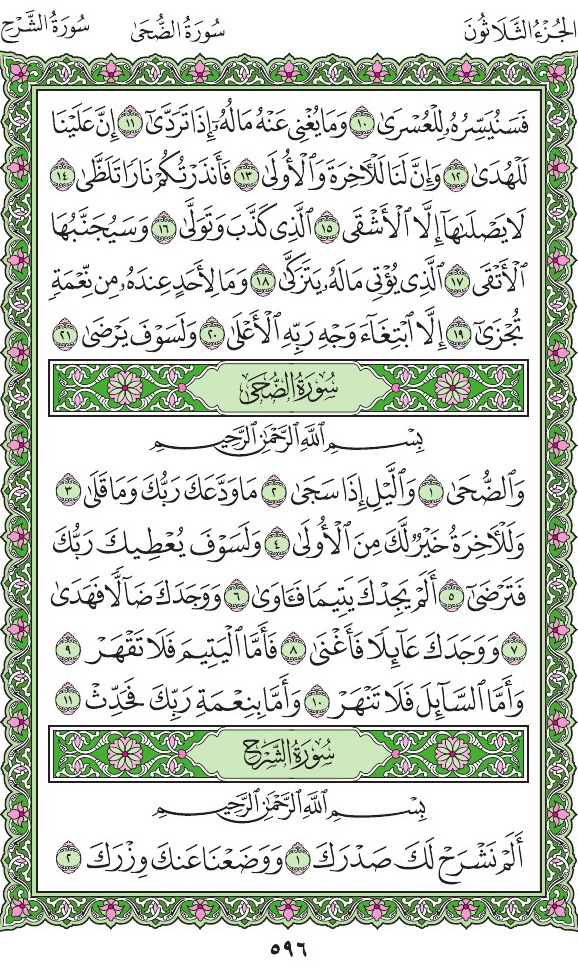 الجُزْءُ الثَّلَاثُونَ سُورَةُ الضُّحَىٰ سُورَةُ الشَّرْحِ
فَسَنُيَسِّرُهُۥ لِلْعُسْرَىٰ ١٠ وَمَا يُغْنِى عَنْهُ مَالُهُۥٓ إِذَا تَرَدَّىٰٓ ١١ إِنَّ عَلَيْنَا
لَلْهُدَىٰ ١٢ وَإِنَّ لَنَا لَلْـَٔاخِرَةَ وَٱلْأُولَىٰ ١٣ فَأَنذَرْتُكُمْ نَارًا تَلَظَّىٰ ١٤
لَا يَصْلَىٰهَآ إِلَّا ٱلْأَشْقَى ١٥ ٱلَّذِى كَذَّبَ وَتَوَلَّىٰ ١٦ وَسَيُجَنَّبُهَا
ٱلْأَتْقَى ١٧ ٱلَّذِى يُؤْتِى مَالَهُۥ يَتَزَكَّىٰ ١٨ وَمَا لِأَحَدٍ عِندَهُۥ مِن نِّعْمَةٍ
تُجْزَىٰٓ ١٩ إِلَّا ٱبْتِغَآءَ وَجْهِ رَبِّهِ ٱلْأَعْلَىٰ ٢٠ وَلَسَوْفَ يَرْضَىٰ ٢١
سُورَةُ الضُّحَىٰ
بِسْمِ ٱللَّهِ ٱلرَّحْمَٰنِ ٱلرَّحِيمِ
وَٱلضُّحَىٰ ١ وَٱلَّيْلِ إِذَا سَجَىٰ ٢ مَا وَدَّعَكَ رَبُّكَ وَمَا قَلَىٰ ٣
وَلَلْـَٔاخِرَةُ خَيْرٌ لَّكَ مِنَ ٱلْأُولَىٰ ٤ وَلَسَوْفَ يُعْطِيكَ رَبُّكَ
فَتَرْضَىٰٓ ٥ أَلَمْ يَجِدْكَ يَتِيمًا فَـَٔاوَىٰ ٦ وَوَجَدَكَ ضَآلًّا فَهَدَىٰ
٧ وَوَجَدَكَ عَآئِلًا فَأَغْنَىٰ ٨ فَأَمَّا ٱلْيَتِيمَ فَلَا تَقْهَرْ ٩
وَأَمَّا ٱلسَّآئِلَ فَلَا تَنْهَرْ ١٠ وَأَمَّا بِنِعْمَةِ رَبِّكَ فَحَدِّثْ ١١
سُورَةُ الشَّرْحِ
بِسْمِ ٱللَّهِ ٱلرَّحْمَٰنِ ٱلرَّحِيمِ
أَلَمْ نَشْرَحْ لَكَ صَدْرَكَ ١ وَوَضَعْنَا عَنكَ وِزْرَكَ ٢
٥٩٦